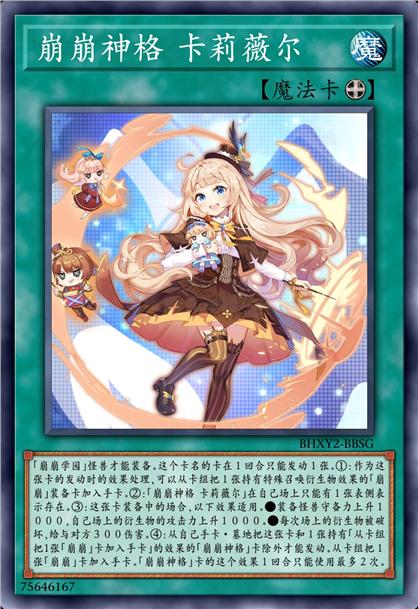 崩崩神格 卡莉薇尔
魔
【魔法卡】
BHXY2-BBSG
「崩崩学园」怪兽才能装备。这个卡名的卡在1回合只能发动1张。①：作为这
张卡的发动时的效果处理，可以从卡组把1张持有特殊召唤衍生物效果的「崩
崩」装备卡加入手卡。②：「崩崩神格 卡莉薇尔」在自己场上只能有1张表侧表
示存在。③：这张卡装备中的场合，以下效果适用。●装备怪兽守备力上升1
000，自己场上的衍生物的攻击力上升1000。●每次场上的衍生物被破
坏，给与对方300伤害。④：从自己手卡·墓地把这张卡和1张持有「从卡组
把1张「崩崩」卡加入手卡」的效果的「崩崩神格」卡除外才能发动。从卡组把1
张「崩崩」卡加入手卡。「崩崩神格」卡的这个效果1回合只能使用最多2次。
75646167